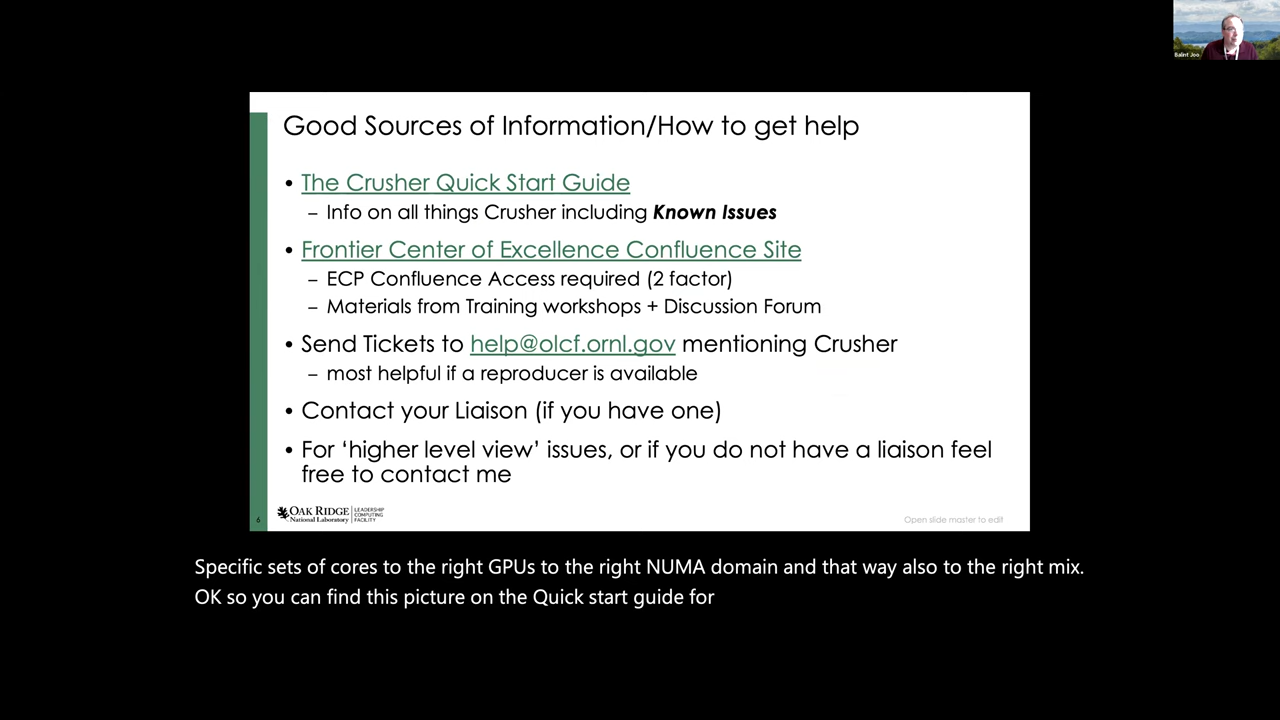 Balint Joo
Good Sources of Information/How to get help
• The Crusher Quick Start Guide
– Info on all things Crusher including Known Issues
• Frontier Center of Excellence Confluence Site
– ECP Confluence Access required (2 factor)
– Materials from Training workshops + Discussion Forum
• Send Tickets to help@olcf.ornl.gov mentioning Crusher
– most helpful if a reproducer is available
• Contact your Liaison (if you have one)
• For ‘higher level view’ issues, or if you do not have a liaison feel
free to contact me
6
OAK RIDGE
National Laboratory
LEADERSHIP
COMPUTING
FACILITY
Open slide master to edit
Specific sets of cores to the right GPUs to the right NUMA domain and that way also to the right mix.
OK so you can find this picture on the Quick start guide for